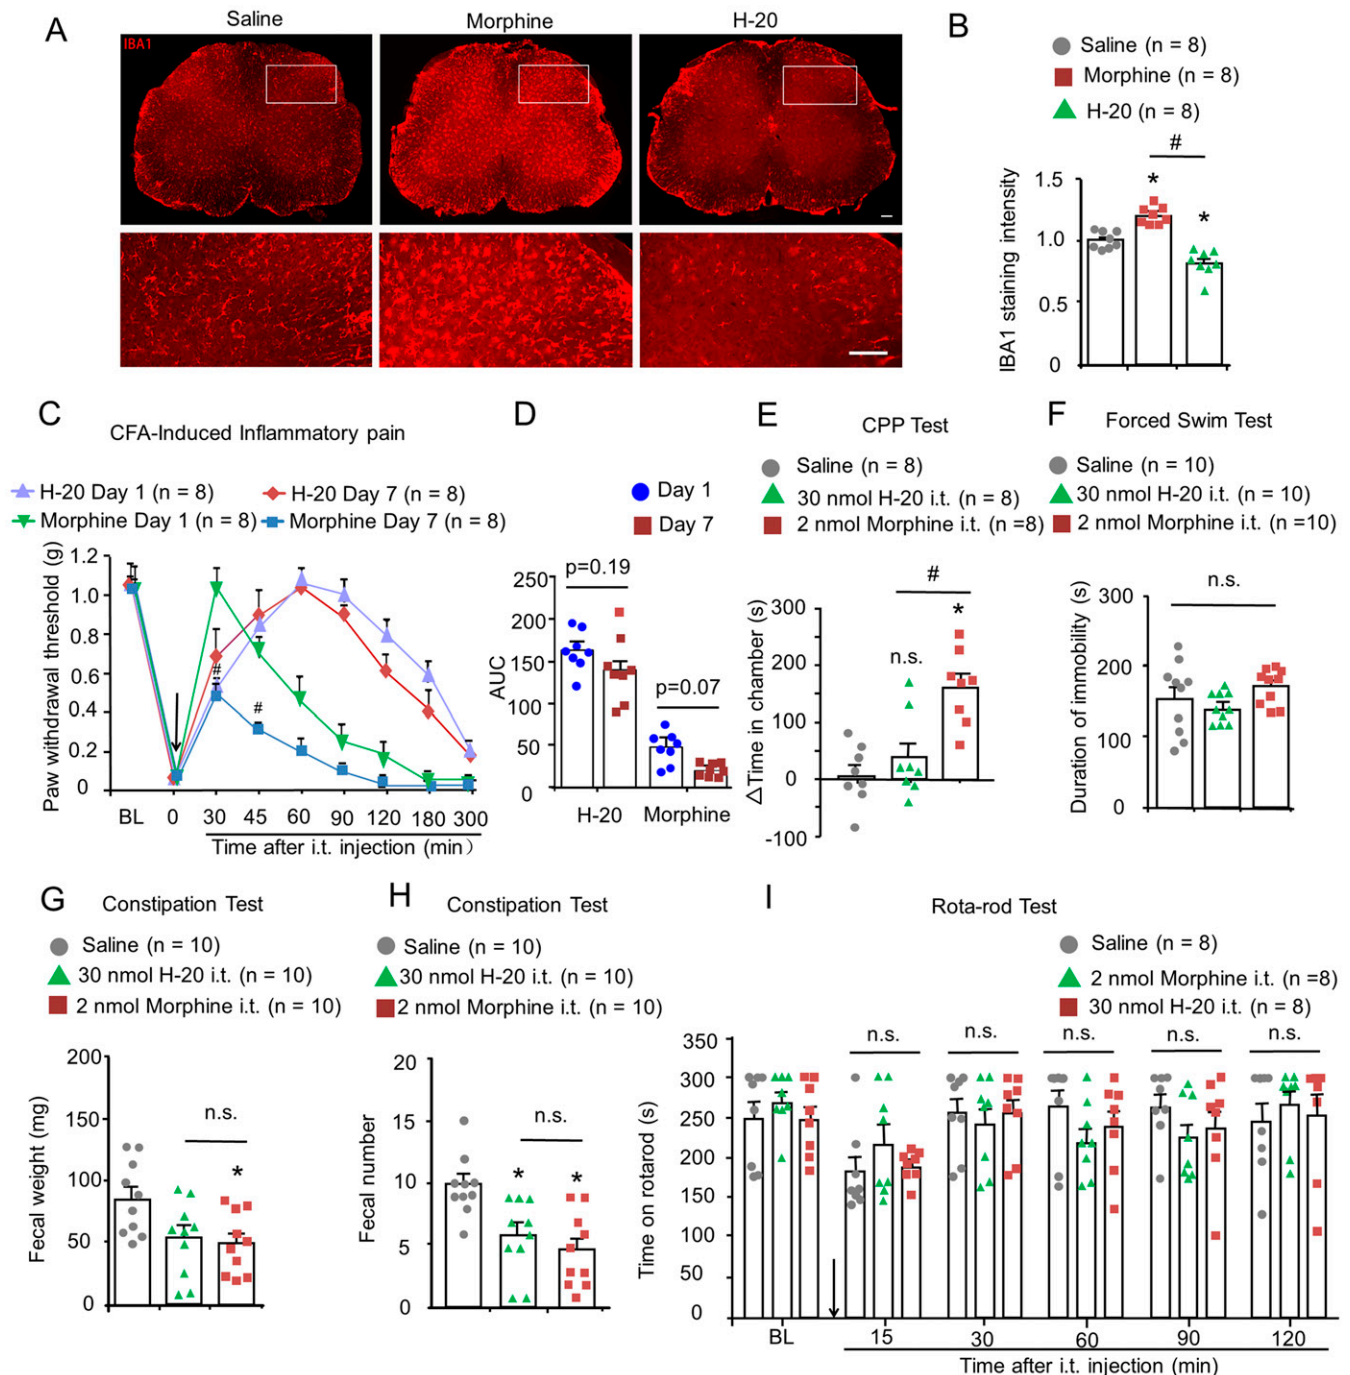 A
Saline
Morphine
H-20
IBA1
B
Saline (n = 8)
Morphine (n = 8)
H-20 (n = 8)
#
*
*
IBA1 staining intensity
1.5
1.0
0.5
0
C
CFA-Induced Inflammatory pain
H-20 Day 1 (n = 8)
H-20 Day 7 (n = 8)
Morphine Day 1 (n = 8)
Morphine Day 7 (n = 8)
Paw withdrawal threshold (g)
1.2
1.0
0.8
0.6
0.4
0.2
0
#
#
BL 0 30 45 60 90 120 180 300
Time after i.t. injection (min)
D
Day 1
Day 7
p=0.19
p=0.07
AUC
250
200
150
100
50
0
H-20 Morphine
E
CPP Test
Saline (n = 8)
30 nmol H-20 i.t. (n = 8)
2 nmol Morphine i.t. (n =8)
#
*
n.s.
△Time in chamber (s)
300
200
100
0
-100
F
Forced Swim Test
Saline (n = 10)
30 nmol H-20 i.t. (n = 10)
2 nmol Morphine i.t. (n =10)
n.s.
Duration of immoblity (s)
300
200
100
0
G
Constipation Test
Saline (n = 10)
30 nmol H-20 i.t. (n = 10)
2 nmol Morphine i.t. (n = 10)
n.s.
*
Fecal weight (mg)
200
150
100
50
0
H
Constipation Test
Saline (n = 10)
30 nmol H-20 i.t. (n = 10)
2 nmol Morphine i.t. (n = 10)
n.s.
*
*
Fecal number
20
15
10
5
0
I
Rota-rod Test
Saline (n = 8)
2 nmol Morphine i.t. (n =8)
30 nmol H-20 i.t. (n = 8)
n.s. n.s. n.s. n.s. n.s.
Time on rotarod (s)
350
300
250
200
150
100
50
0
BL 15 30 60 90 120
Time after i.t. injection (min)